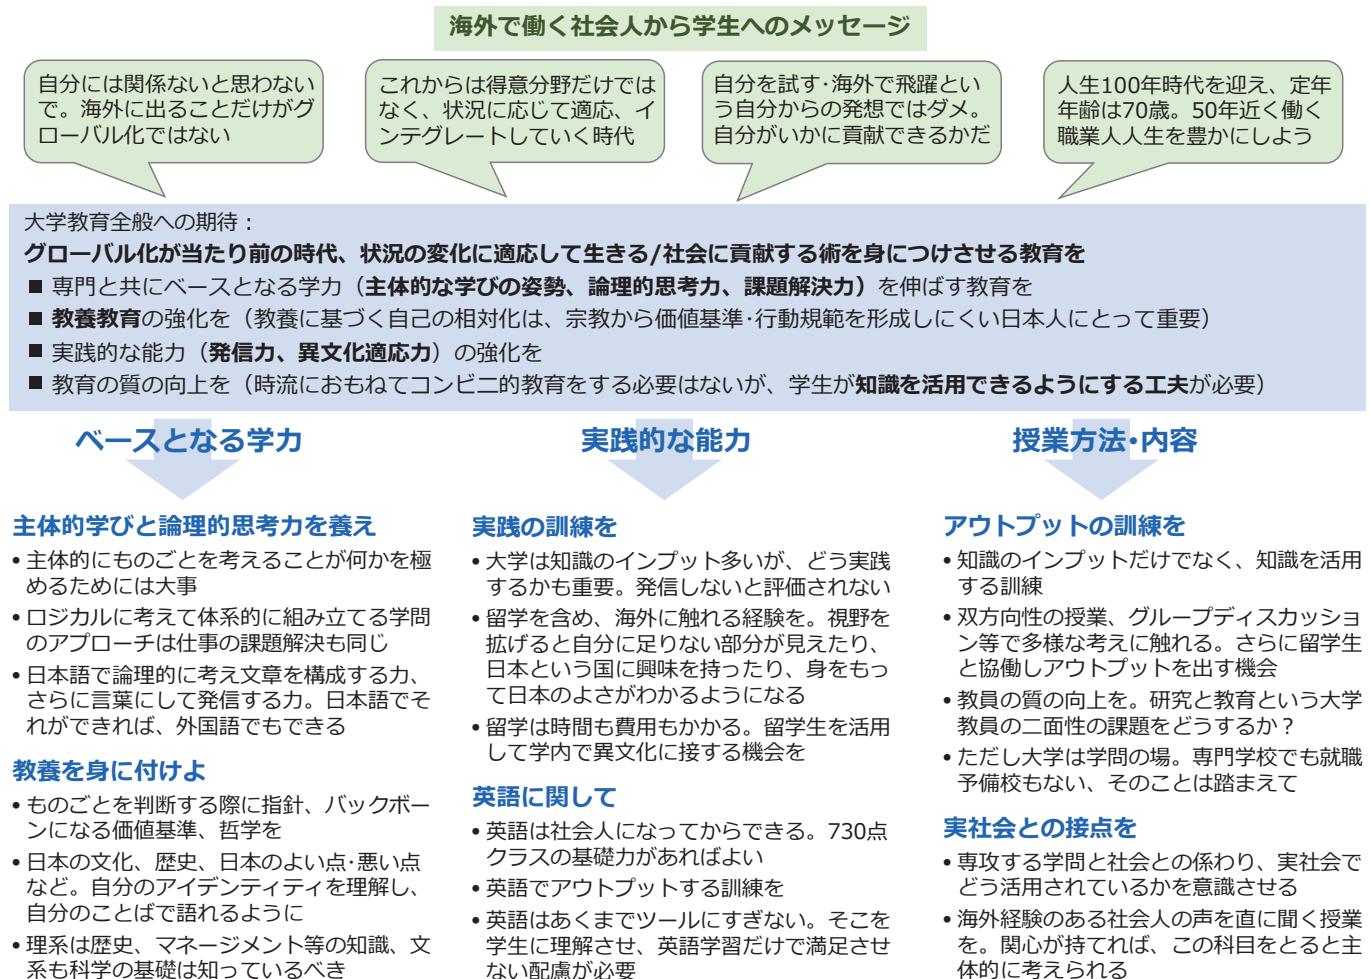 海外で働く社会人から学生へのメッセージ
自分には関係ないと思わない
で。海外に出ることだけがグ
ローバル化ではない
これからは得意分野だけでは
なく、状況に応じて適応、イ
ンテグレートしていく時代
自分を試す･海外で飛躍とい
う自分からの発想ではダメ。
自分がいかに貢献できるかだ
人生100年時代を迎え、定年
年齢は70歳。50年近く働く
職業人人生を豊かにしよう
大学教育全般への期待：
グローバル化が当たり前の時代、状況の変化に適応して生きる/社会に貢献する術を身につけさせる教育を
■ 専門と共にベースとなる学力（主体的な学びの姿勢、論理的思考力、課題解決力）を伸ばす教育を
■ 教養教育の強化を（教養に基づく自己の相対化は、宗教から価値基準･行動規範を形成しにくい日本人にとって重要）
■ 実践的な能力（発信力、異文化適応力）の強化を
■ 教育の質の向上を（時流におもねてコンビニ的教育をする必要はないが、学生が知識を活用できるようにする工夫が必要）
ベースとなる学力
主体的学びと論理的思考力を養え
• 主体的にものごとを考えることが何かを極
めるためには大事
• ロジカルに考えて体系的に組み立てる学問
のアプローチは仕事の課題解決も同じ
• 日本語で論理的に考え文章を構成する力、
さらに言葉にして発信する力。日本語でそ
れができれば、外国語でもできる
教養を身に付けよ
• ものごとを判断する際に指針、バックボー
ンになる価値基準、哲学を
• 日本の文化、歴史、日本のよい点･悪い点
など。自分のアイデンティティを理解し、
自分のことばで語れるように
• 理系は歴史、マネージメント等の知識、文
系も科学の基礎は知っているべき
実践的な能力
実践の訓練を
• 大学は知識のインプット多いが、どう実践
するかも重要。発信しないと評価されない
• 留学を含め、海外に触れる経験を。視野を
拡げると自分に足りない部分が見えたり、
日本という国に興味を持ったり、身をもっ
て日本のよさがわかるようになる
• 留学は時間も費用もかかる。留学生を活用
して学内で異文化に接する機会を
英語に関して
• 英語は社会人になってからできる。730点
クラスの基礎力があればよい
• 英語でアウトプットする訓練を
• 英語はあくまでツールにすぎない。そこを
学生に理解させ、英語学習だけで満足させ
ない配慮が必要
授業方法･内容
アウトプットの訓練を
• 知識のインプットだけでなく、知識を活用
する訓練
• 双方向性の授業、グループディスカッショ
ン等で多様な考えに触れる。さらに留学生
と協働しアウトプットを出す機会
• 教員の質の向上を。研究と教育という大学
教員の二面性の課題をどうするか？
• ただし大学は学問の場。専門学校でも就職
予備校もない、そのことは踏まえて
実社会との接点を
• 専攻する学問と社会との係わり、実社会で
どう活用されているかを意識させる
• 海外経験のある社会人の声を直に聞く授業
を。関心が持てれば、この科目をとると主
体的に考えられる